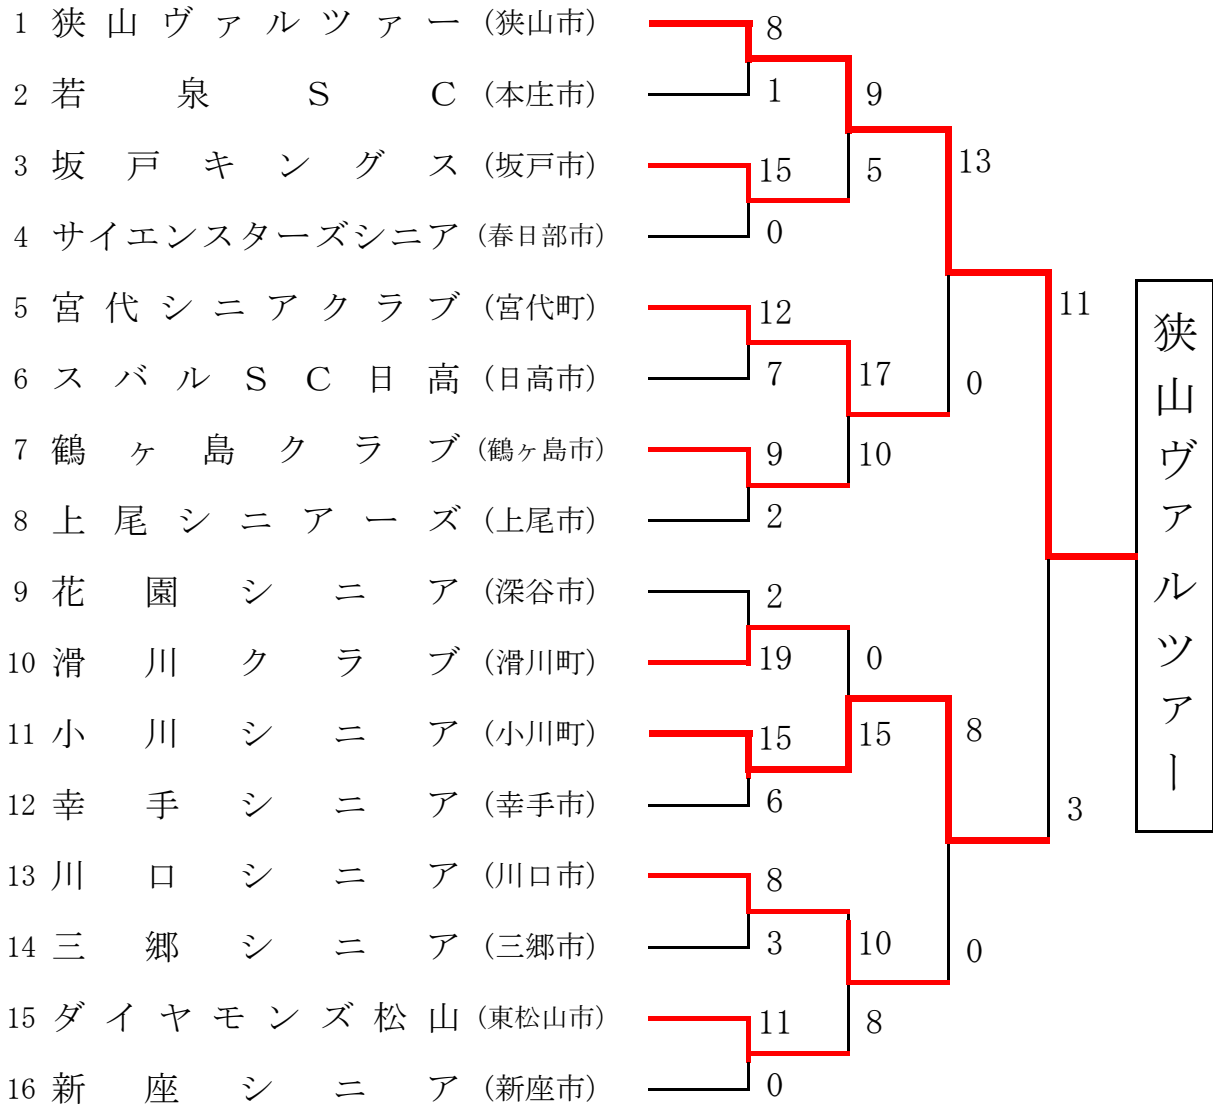 1 狭山ヴァルツァー (狭山市)
8
2 若泉SC (本庄市)
1
9
3 坂戸キングス (坂戸市)
15
5
13
4 サイエンスターズシニア (春日部市)
0
5 宮代シニアクラブ (宮代町)
12
11
6 スバルSC日高 (日高市)
7
17
0
7 鶴ヶ島クラブ (鶴ヶ島市)
9
10
8 上尾シニアーズ (上尾市)
2
狭山ヴァルツァー
9 花園シニア (深谷市)
2
10 滑川クラブ (滑川町)
19
0
11 小川シニア (小川町)
15
15
8
12 幸手シニア (幸手市)
6
3
13 川口シニア (川口市)
8
14 三郷シニア (三郷市)
3
10
0
15 ダイヤモンズ松山 (東松山市)
11
8
16 新座シニア (新座市)
0